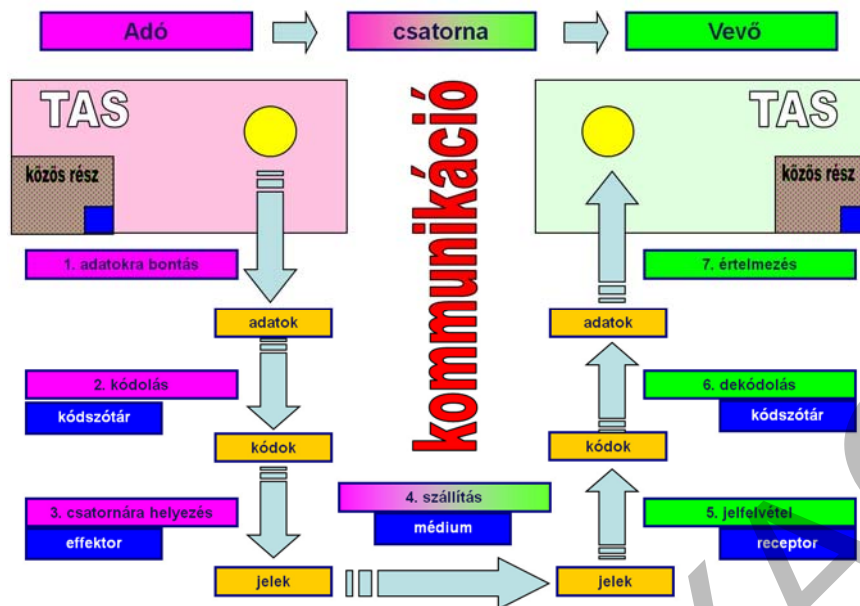 Adó
csatorna
Vevő
TAS
közös rész
kommunikáció
TAS
közös rész
1. adatokra bontás
7. értelmezés
adatok
adatok
2. kódolás
kódszótár
6. dekódolás
kódszótár
kódok
kódok
3. csatornára helyezés
effektor
4. szállítás
médium
5. jelfelvétel
receptor
jelek
jelek